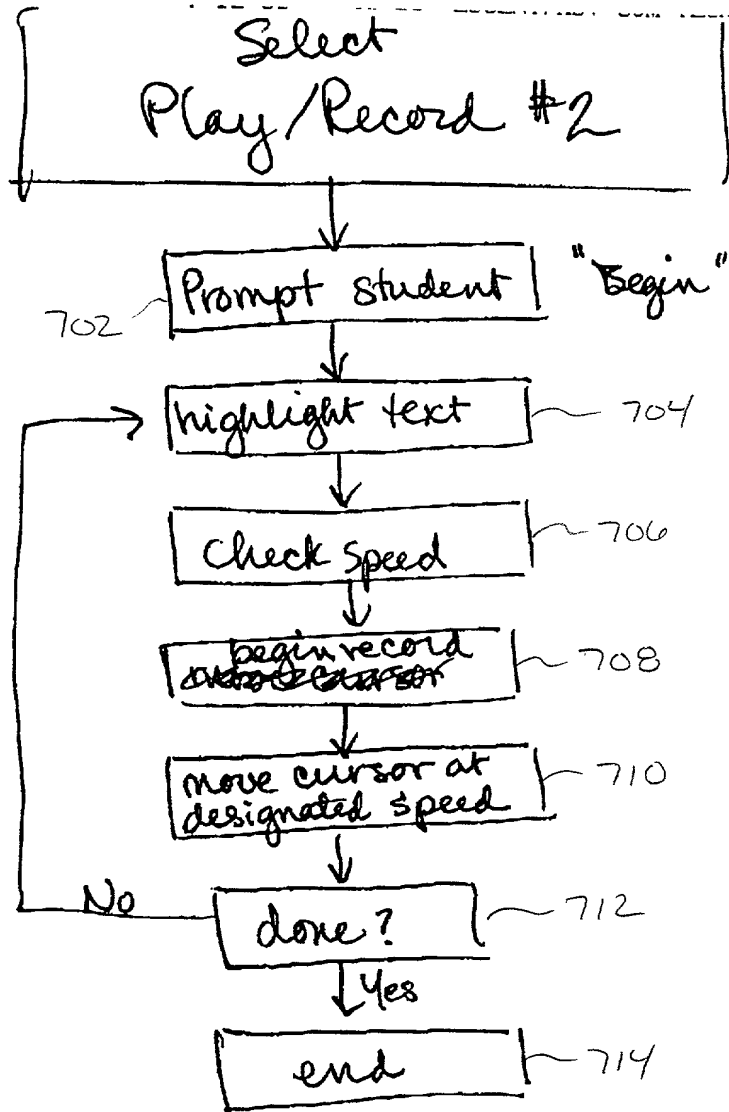 Select
Play/Record #2
Prompt student
"Begin"
702
highlight text
704
Check speed
706
begin record
708
move cursor at
designated speed
710
No
done?
712
Yes
end
714